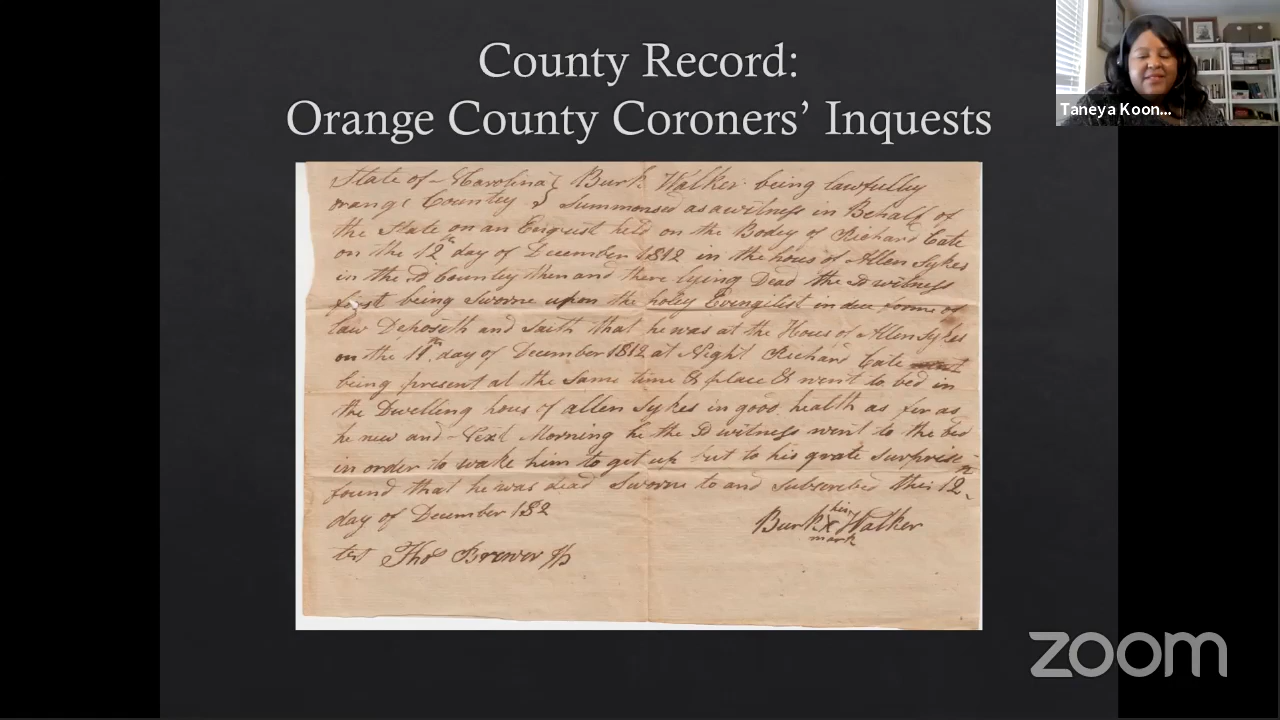 County Record:
Orange County Coroners’ Inquests
Taneya Koon...
State of Carolina } Burk Walker being lawfully
orange County } Summonsed as a witness in Behalf of
the State on an Enquest held on the Bodey of Richard Cate
on the 12th day of December 1812 in the hous of Allen Sykes
in the Sd County then and there lying Dead the Sd witness
first being Sworne upon the holey Evingilist in due forme of
law Deposeth and Saith that he was at the Hous of Allen Sykes
on the 11th day of December 1812 at Night Richard Cate
being present at the Same time & place & went to bed in
the Dwelling hous of allen Sykes in good health as fer as
he new and Next Morning he the Sd witness went to the bed
in order to wake him to get up but to his grate Surprise
found that he was dead Sworne to and Subscribed this 12
day of December 182
Burk his X mark Walker
test Thos Brewer
zoom